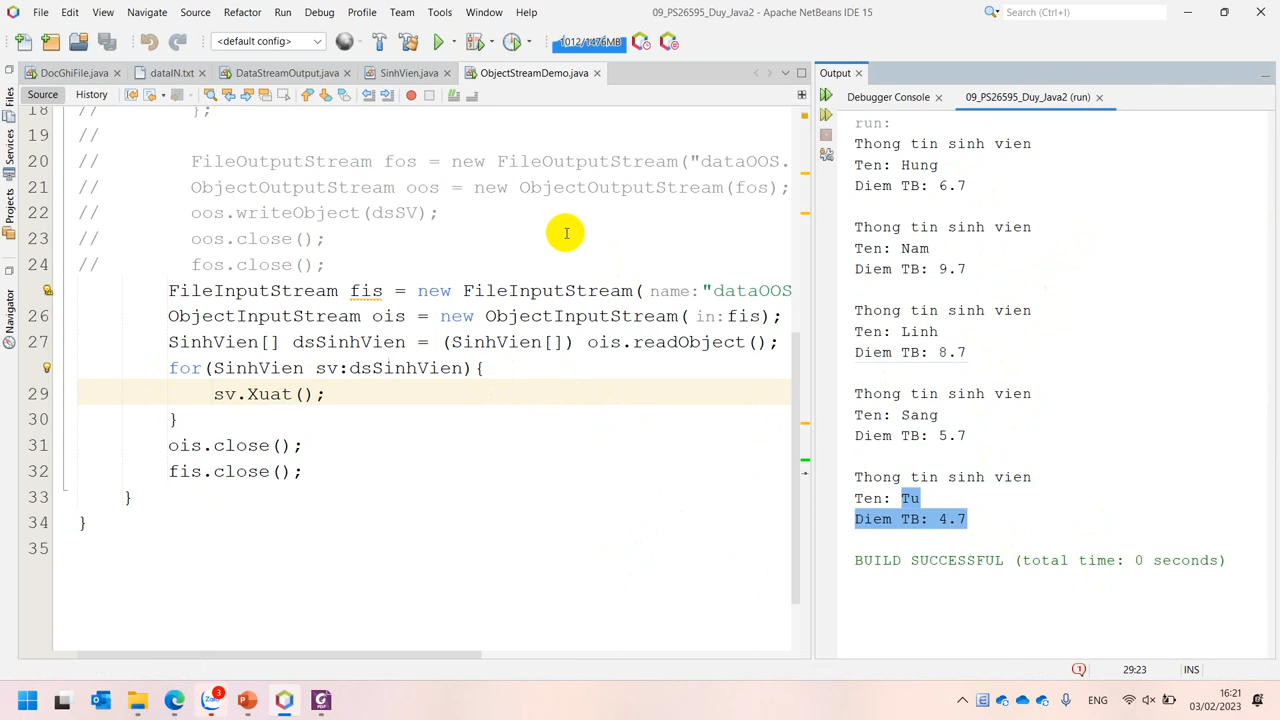 File Edit View Navigate Source Refactor Run Debug Profile Team Tools Window Help
09_PS26595_Duy_Java2 - Apache NetBeans IDE 15
Search (Ctrl+I)
<default config>
1012/1476MB
DocGhiFile.java
dataIN.txt
DataStreamOutput.java
SinhVien.java
ObjectStreamDemo.java
Source History
Files
Services
Projects
Navigator
18 // };
19 //
20 // FileOutputStream fos = new FileOutputStream("dataOOS.
21 // ObjectOutputStream oos = new ObjectOutputStream(fos);
22 // oos.writeObject(dsSV);
23 // oos.close();
24 // fos.close();
FileInputStream fis = new FileInputStream( name:"dataOOS
26 ObjectInputStream ois = new ObjectInputStream( in:fis);
27 SinhVien[] dsSinhVien = (SinhVien[]) ois.readObject();
for(SinhVien sv:dsSinhVien){
29 sv.Xuat();
30 }
31 ois.close();
32 fis.close();
33 }
34 }
35
Output
Debugger Console
09_PS26595_Duy_Java2 (run)
run:
Thong tin sinh vien
Ten: Hung
Diem TB: 6.7
Thong tin sinh vien
Ten: Nam
Diem TB: 9.7
Thong tin sinh vien
Ten: Linh
Diem TB: 8.7
Thong tin sinh vien
Ten: Sang
Diem TB: 5.7
Thong tin sinh vien
Ten: Tu
Diem TB: 4.7
BUILD SUCCESSFUL (total time: 0 seconds)
1
29:23
INS
Zalo
3
ENG
16:21
03/02/2023